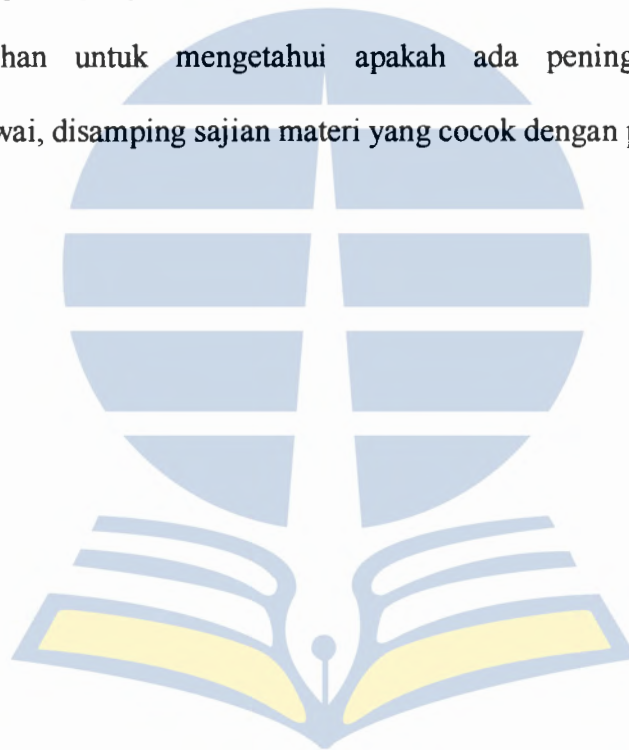 han untuk mengetahui apakah ada pening
wai, disamping sajian materi yang cocok dengan